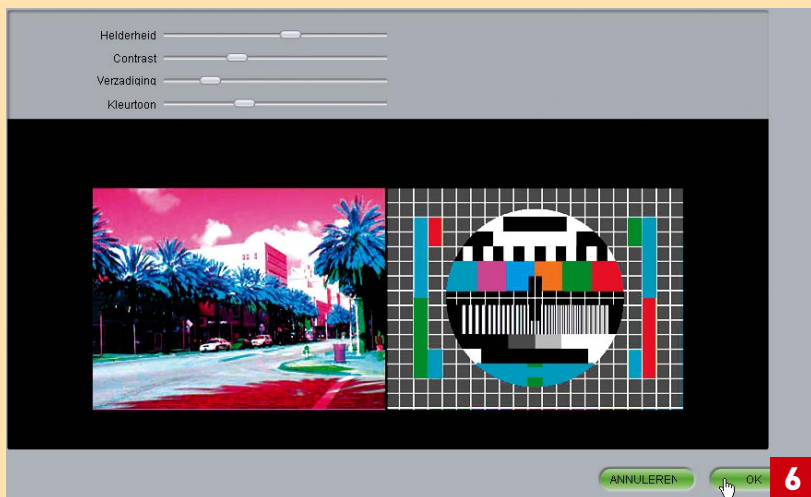 Helderheid
Contrast
Verzadiging
Kleurtoon
ANNULEREN
OK
6